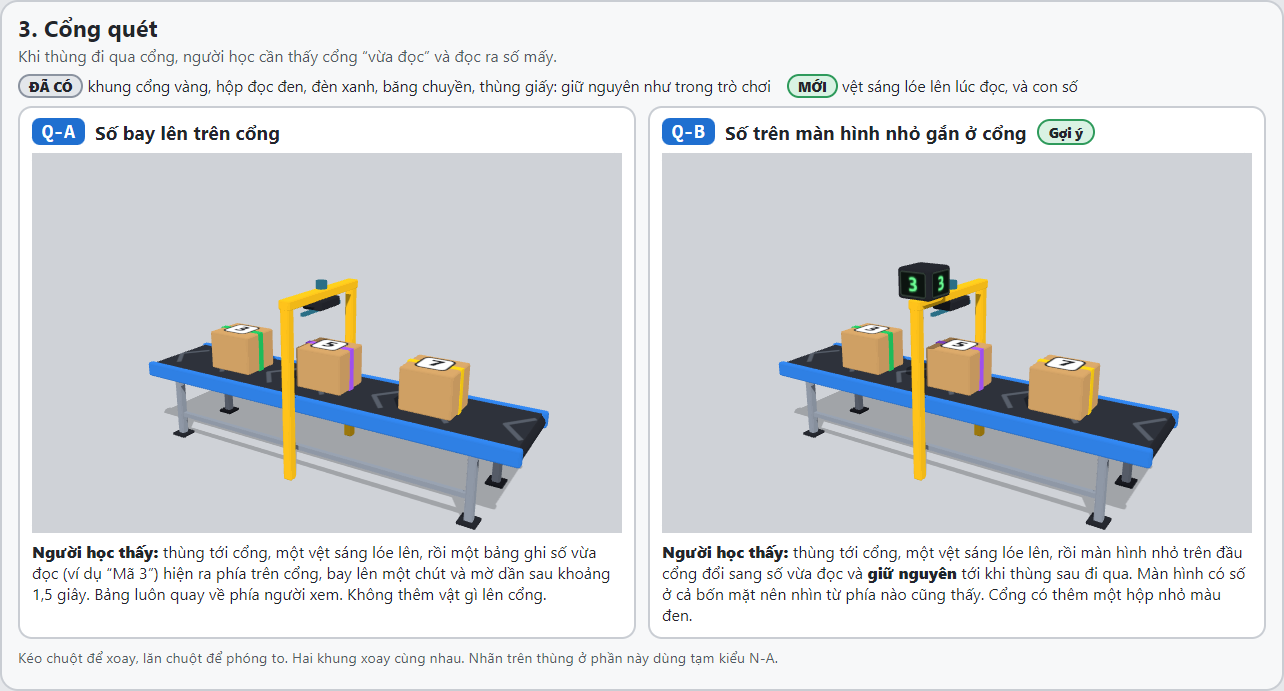 3. Cổng quét
Khi thùng đi qua cổng, người học cần thấy cổng “vừa đọc” và đọc ra số mấy.
ĐÃ CÓ khung cổng vàng, hộp đọc đen, đèn xanh, băng chuyền, thùng giấy: giữ nguyên như trong trò chơi MỚI vệt sáng lóe lên lúc đọc, và con số
Q-A Số bay lên trên cổng
3
5
7
Người học thấy: thùng tới cổng, một vệt sáng lóe lên, rồi một bảng ghi số vừa
đọc (ví dụ “Mã 3”) hiện ra phía trên cổng, bay lên một chút và mờ dần sau khoảng
1,5 giây. Bảng luôn quay về phía người xem. Không thêm vật gì lên cổng.
Q-B Số trên màn hình nhỏ gắn ở cổng Gợi ý
3 3
3
5
7
Người học thấy: thùng tới cổng, một vệt sáng lóe lên, rồi màn hình nhỏ trên đầu
cổng đổi sang số vừa đọc và giữ nguyên tới khi thùng sau đi qua. Màn hình có số
ở cả bốn mặt nên nhìn từ phía nào cũng thấy. Cổng có thêm một hộp nhỏ màu
đen.
Kéo chuột để xoay, lăn chuột để phóng to. Hai khung xoay cùng nhau. Nhãn trên thùng ở phần này dùng tạm kiểu N-A.